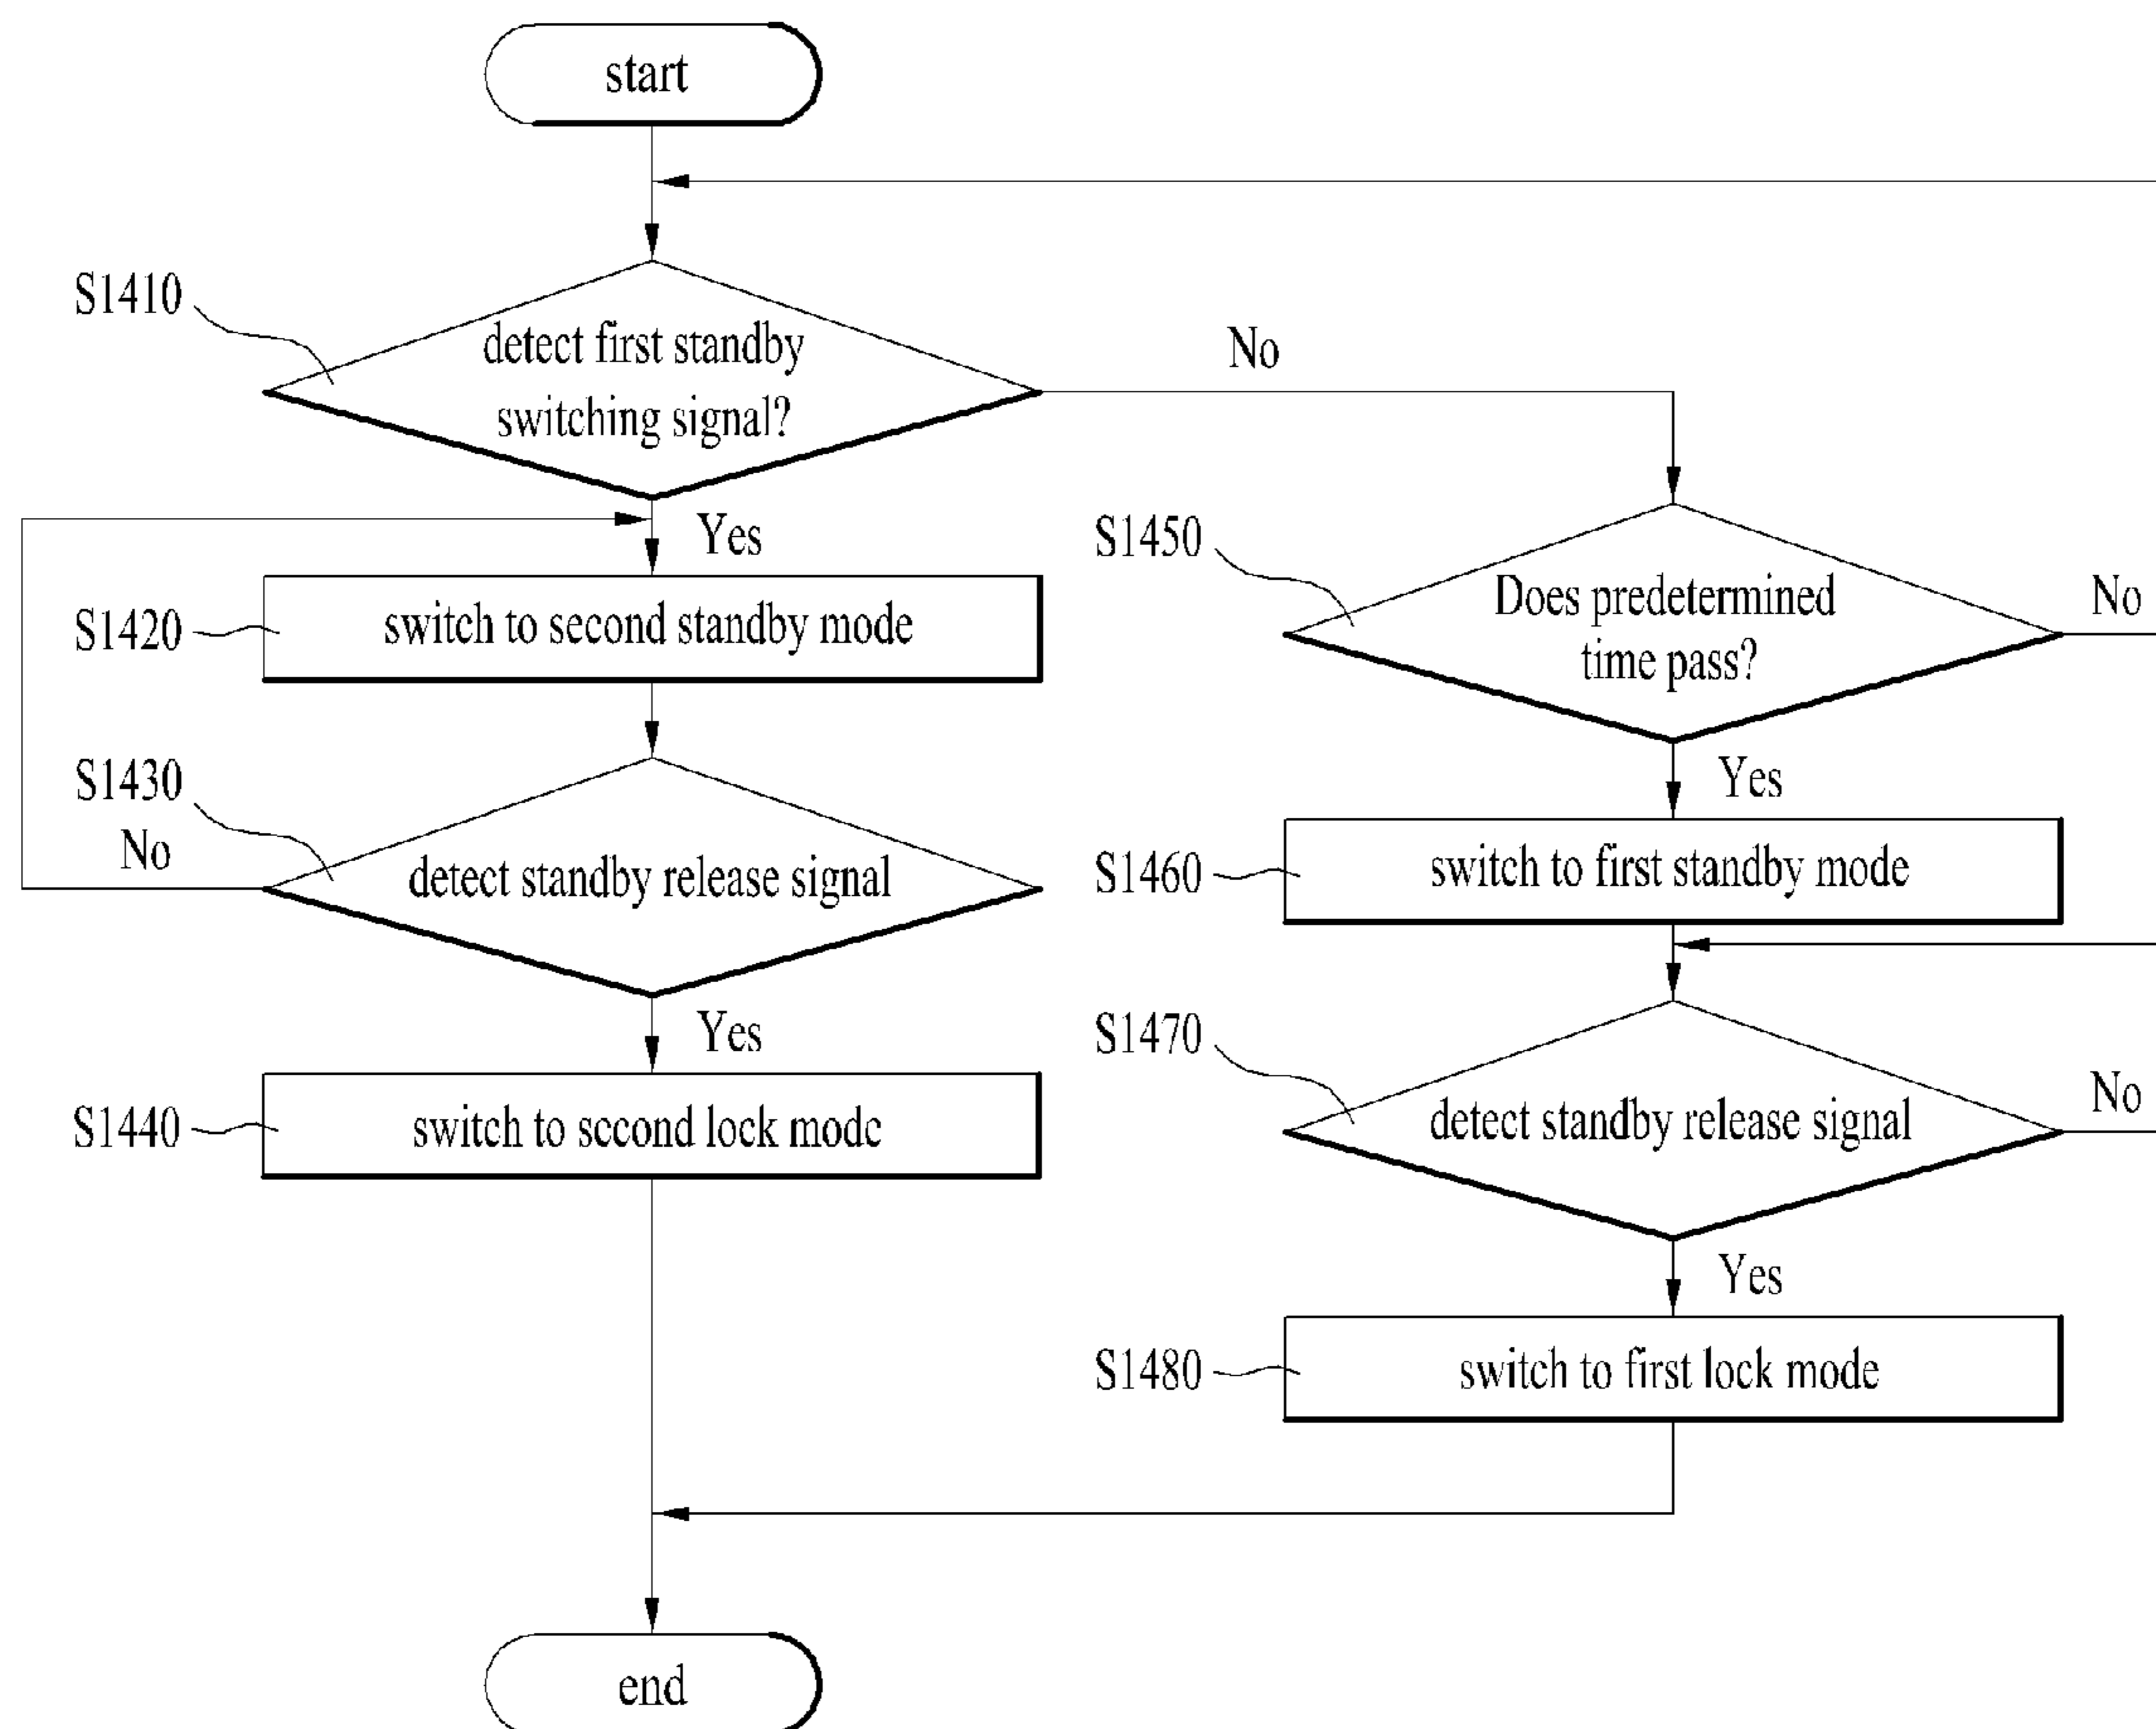 start
S1410
detect first standby
switching signal?
No
Yes
S1420
switch to second standby mode
S1430
No
detect standby release signal
Yes
S1440
switch to second lock mode
S1450
Does predetermined
time pass?
No
Yes
S1460
switch to first standby mode
S1470
detect standby release signal
No
Yes
S1480
switch to first lock mode
end